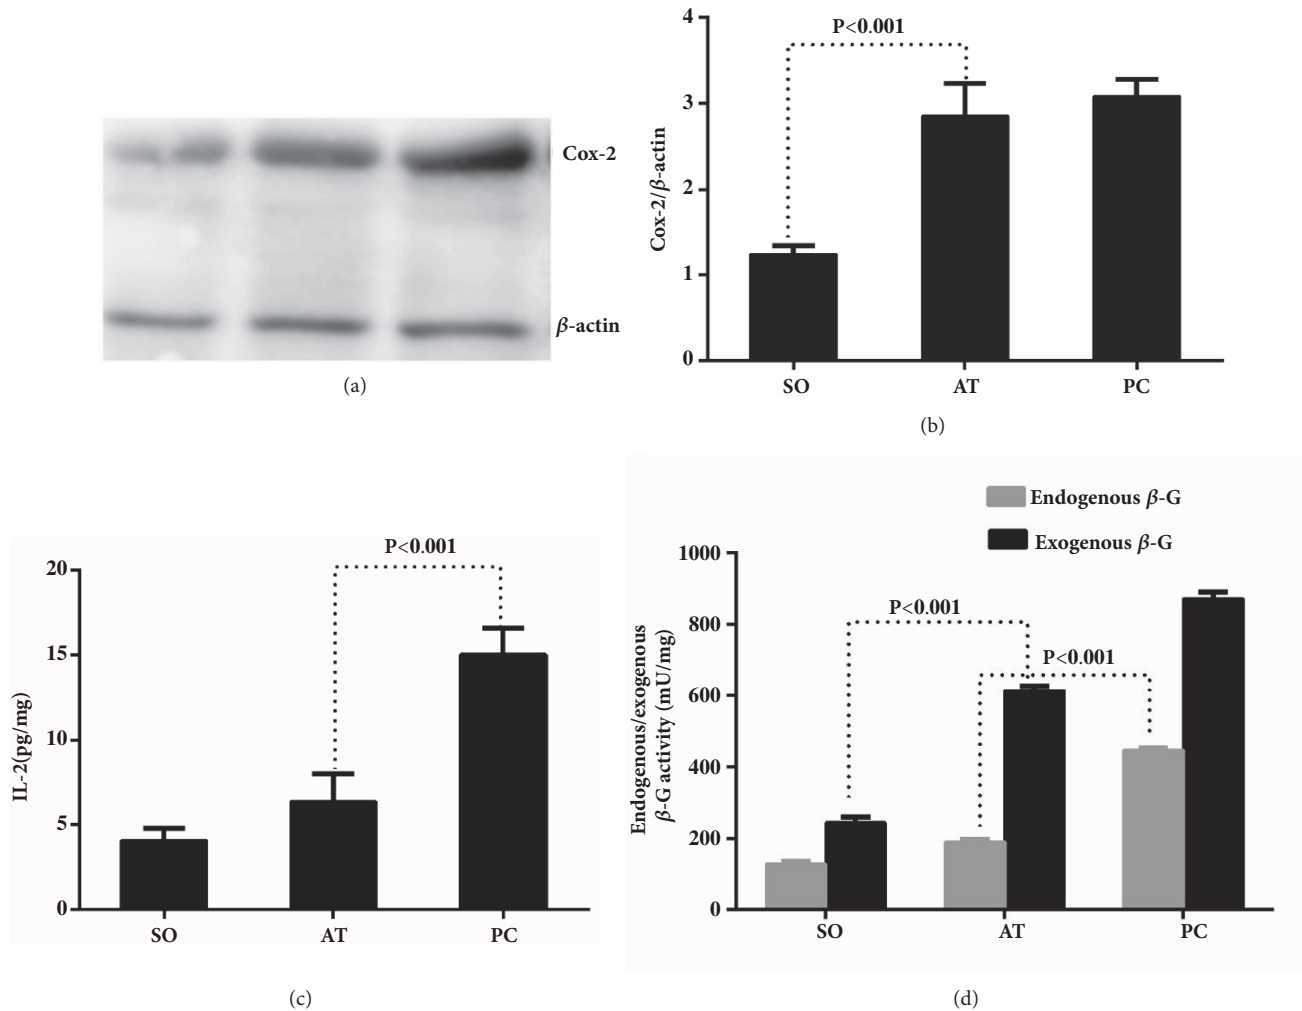 Cox-2
β-actin
(a)
P<0.001
4
3
2
1
0
Cox-2/β-actin
SO AT PC
(b)
P<0.001
20
15
10
5
0
IL-2(pg/mg)
SO AT PC
(c)
Endogenous β-G
Exogenous β-G
1000
800
600
400
200
0
P<0.001
P<0.001
Endogenous/exogenous
β-G activity (mU/mg)
SO AT PC
(d)